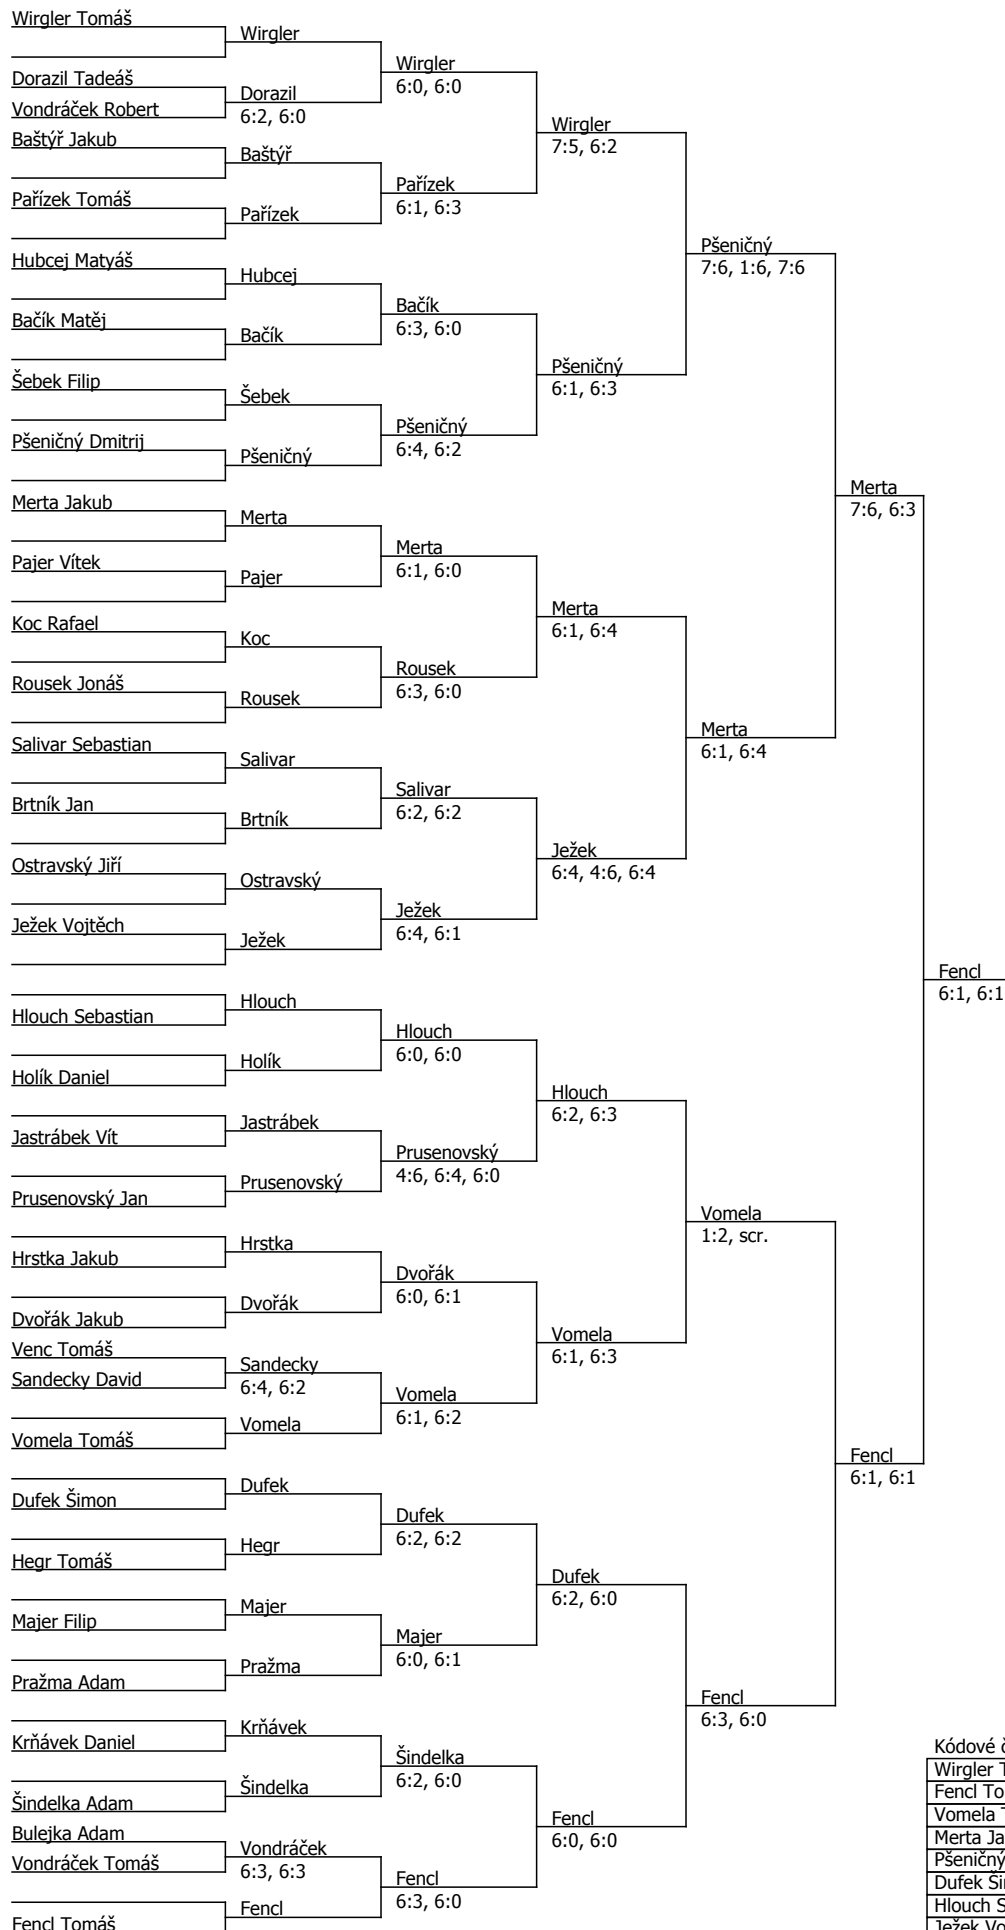 Wirgler Tomáš
Dorazil Tadeáš
Vondráček Robert
Baštýř Jakub
Pařízek Tomáš
Hubcej Matyáš
Bačík Matěj
Šebek Filip
Pšeničný Dmitrij
Merta Jakub
Pajer Vítek
Koc Rafael
Rousek Jonáš
Salivar Sebastian
Brtník Jan
Ostravský Jiří
Ježek Vojtěch
Hlouch Sebastian
Holík Daniel
Jastrábek Vít
Prusenovský Jan
Hrstka Jakub
Dvořák Jakub
Venc Tomáš
Sandecky David
Vomela Tomáš
Dufek Šimon
Hegr Tomáš
Majer Filip
Pražma Adam
Krňávek Daniel
Šindelka Adam
Bulejka Adam
Vondráček Tomáš
Fencl Tomáš
Wirgler
Dorazil
6:2, 6:0
Baštýř
Pařízek
Hubcej
Bačík
Šebek
Pšeničný
Merta
Pajer
Koc
Rousek
Salivar
Brtník
Ostravský
Ježek
Hlouch
Holík
Jastrábek
Prusenovský
Hrstka
Dvořák
Sandecky
6:4, 6:2
Vomela
Dufek
Hegr
Majer
Pražma
Krňávek
Šindelka
Vondráček
6:3, 6:3
Fencl
Wirgler
6:0, 6:0
Pařízek
6:1, 6:3
Bačík
6:3, 6:0
Pšeničný
6:4, 6:2
Merta
6:1, 6:0
Rousek
6:3, 6:0
Salivar
6:2, 6:2
Ježek
6:4, 6:1
Hlouch
6:0, 6:0
Prusenovský
4:6, 6:4, 6:0
Dvořák
6:0, 6:1
Vomela
6:1, 6:2
Dufek
6:2, 6:2
Majer
6:0, 6:1
Šindelka
6:2, 6:0
Fencl
6:3, 6:0
Wirgler
7:5, 6:2
Pšeničný
6:1, 6:3
Merta
6:1, 6:4
Ježek
6:4, 4:6, 6:4
Hlouch
6:2, 6:3
Vomela
6:1, 6:3
Dufek
6:2, 6:0
Fencl
6:0, 6:0
Pšeničný
7:6, 1:6, 7:6
Merta
6:1, 6:4
Vomela
1:2, scr.
Fencl
6:3, 6:0
Merta
7:6, 6:3
Fencl
6:1, 6:1
Fencl
6:1, 6:1
Kódové
Wirgler
Fencl To
Vomela
Merta Ja
Pšeničný
Dufek
Hlouch S
Ježek Vo